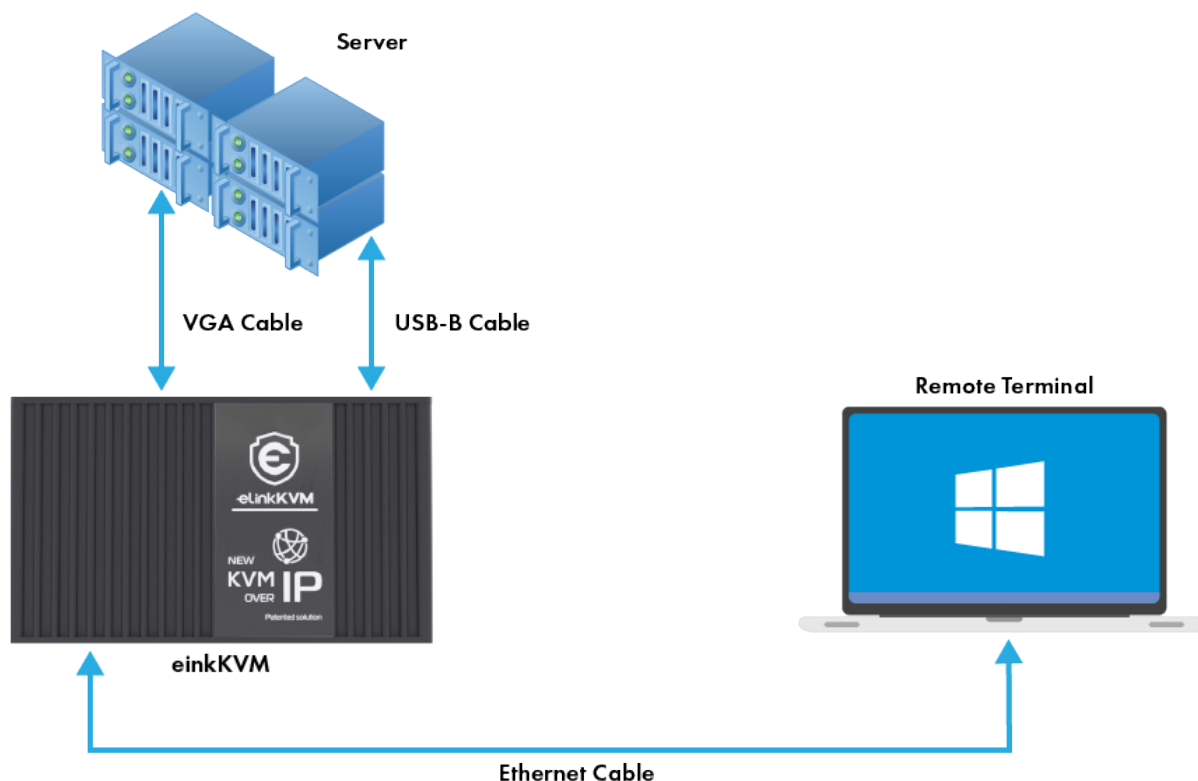 Server
VGA Cable
USB-B Cable
Remote Terminal
eLinkKVM
NEW
KVM
OVER
IP
Patented solution
einkKVM
Ethernet Cable